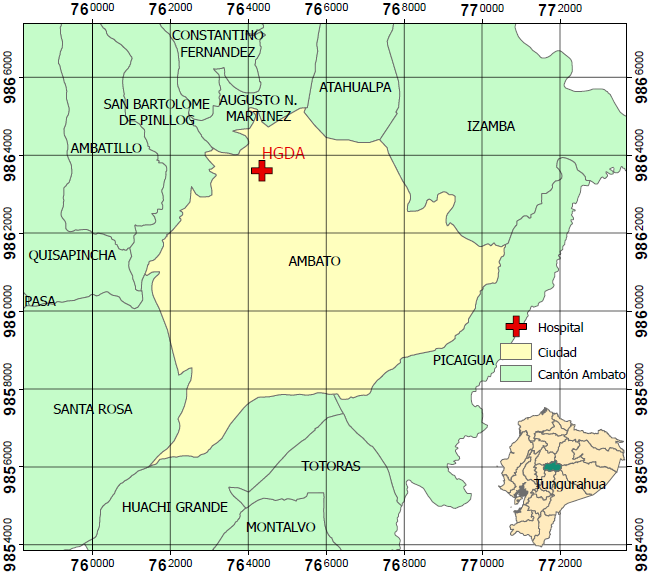 760000 762000 764000 766000 768000 770000 772000
CONSTANTINO
FERNANDEZ
9866000
9866000
ATAHUALPA
SAN BARTOLOME
DE PINLLOG
AUGUSTO N.
MARTINEZ
IZAMBA
AMBATILLO
9864000
9864000
HGDA
9862000
9862000
QUISAPINCHA
AMBATO
PASA
9860000
9860000
Hospital
Ciudad
PICAIGUA
Cantón Ambato
9858000
9858000
SANTA ROSA
TOTORAS
9856000
9856000
Tungurahua
HUACHI GRANDE
MONTALVO
9854000
9854000
760000 762000 764000 766000 768000 770000 772000